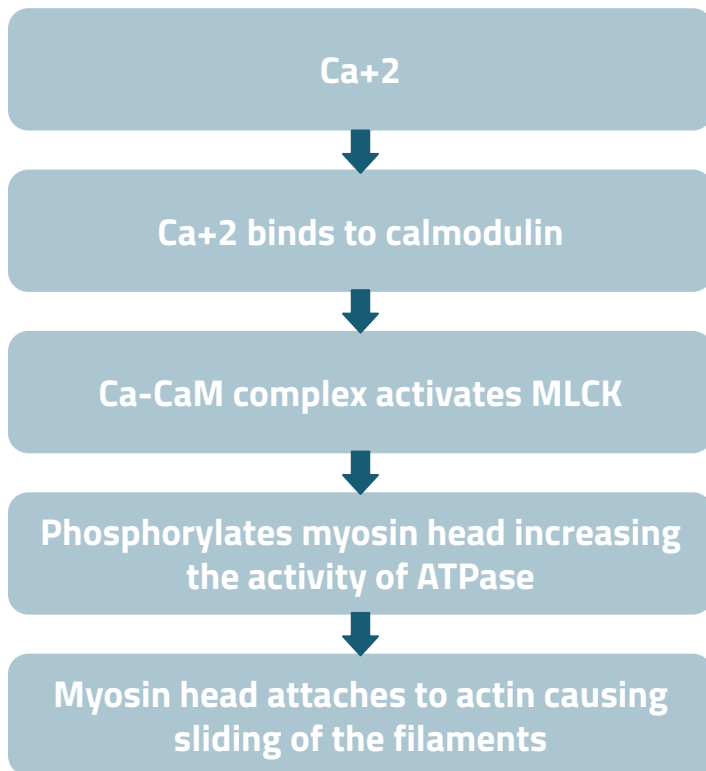 Ca+2
Ca+2 binds to calmodulin
Ca-CaM complex activates MLCK
Phosphorylates myosin head increasing
the activity of ATPase
Myosin head attaches to actin causing
sliding of the filaments